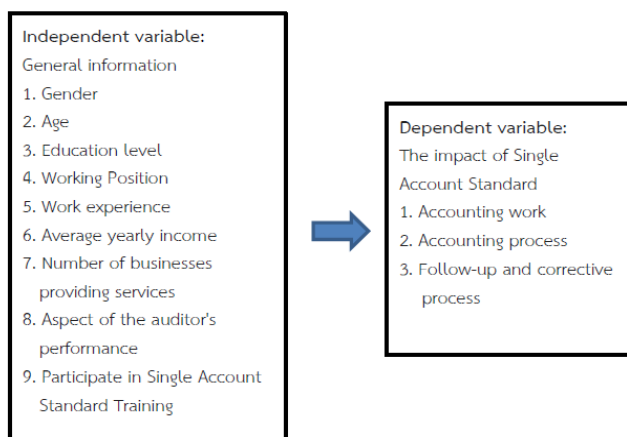 Independent variable:
General information
1. Gender
2. Age
3. Education level
4. Working Position
5. Work experience
6. Average yearly income
7. Number of businesses
providing services
8. Aspect of the auditor's
performance
9. Participate in Single Account
Standard Training
Dependent variable:
The impact of Single
Account Standard
1. Accounting work
2. Accounting process
3. Follow-up and corrective
process